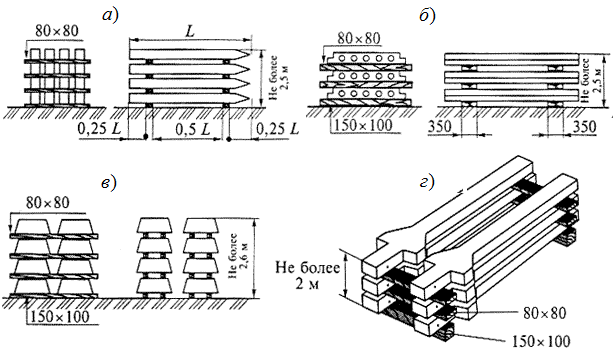 а)
80×80
L
Не более
2,5 м
0,25 L
0,5 L
0,25 L
б)
80×80
150×100
Не более
2,5 м
350
350
в)
80×80
150×100
Не более
2,6 м
г)
Не более
2 м
80×80
150×100